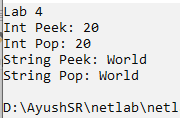 Lab 4
Int Peek: 20
Int Pop: 20
String Peek: World
String Pop: World
D:\AyushSR\netlab\netl